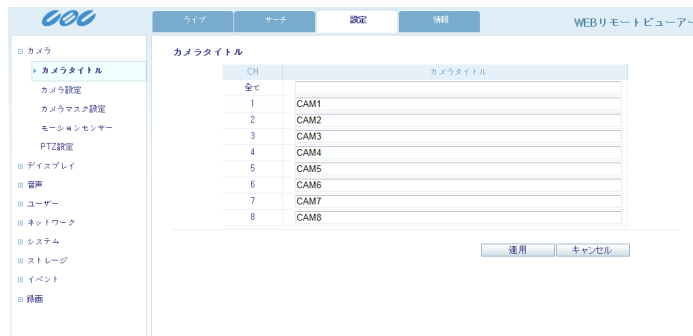 COC
ライブ サーチ 設定 情報
WEBリモートビューアー
カメラ
カメラタイトル
カメラ設定
カメラマスク設定
モーションセンサー
PTZ設定
ディスプレイ
音声
ユーザー
ネットワーク
システム
ストレージ
イベント
録画
カメラタイトル
CH カメラタイトル
全て
1 CAM1
2 CAM2
3 CAM3
4 CAM4
5 CAM5
6 CAM6
7 CAM7
8 CAM8
適用 キャンセル